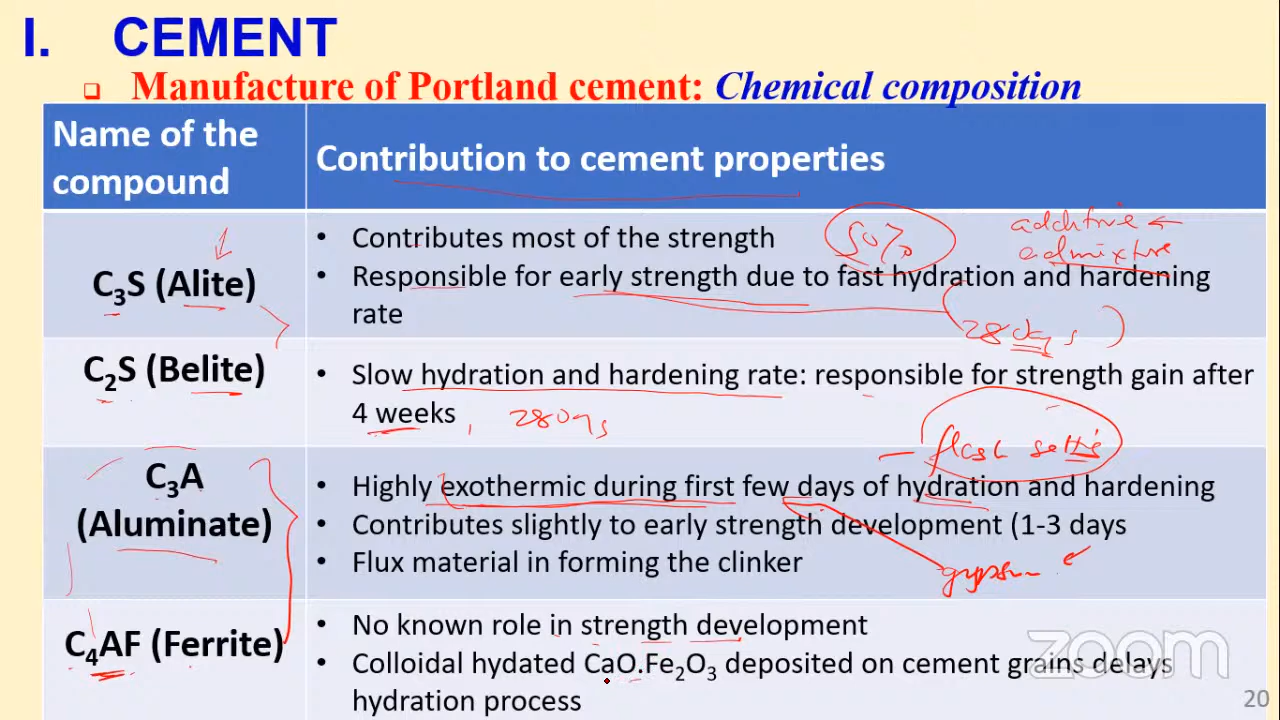 I. CEMENT
❑ Manufacture of Portland cement: Chemical composition
Name of the
compound
Contribution to cement properties
C₃S (Alite)
• Contributes most of the strength
50%
additive ←
admixture
• Responsible for early strength due to fast hydration and hardening
rate
28 days )
C₂S (Belite)
• Slow hydration and hardening rate: responsible for strength gain after
4 weeks
, 28
C₃A
(Aluminate)
– flash
• Highly exothermic during first few days of hydration and hardening
• Contributes slightly to early strength development (1-3 days
• Flux material in forming the clinker
gypsum
C₄AF (Ferrite)
• No known role in strength development
• Colloidal hydated CaO.Fe₂O₃ deposited on cement grains delays
hydration process
zoom
20